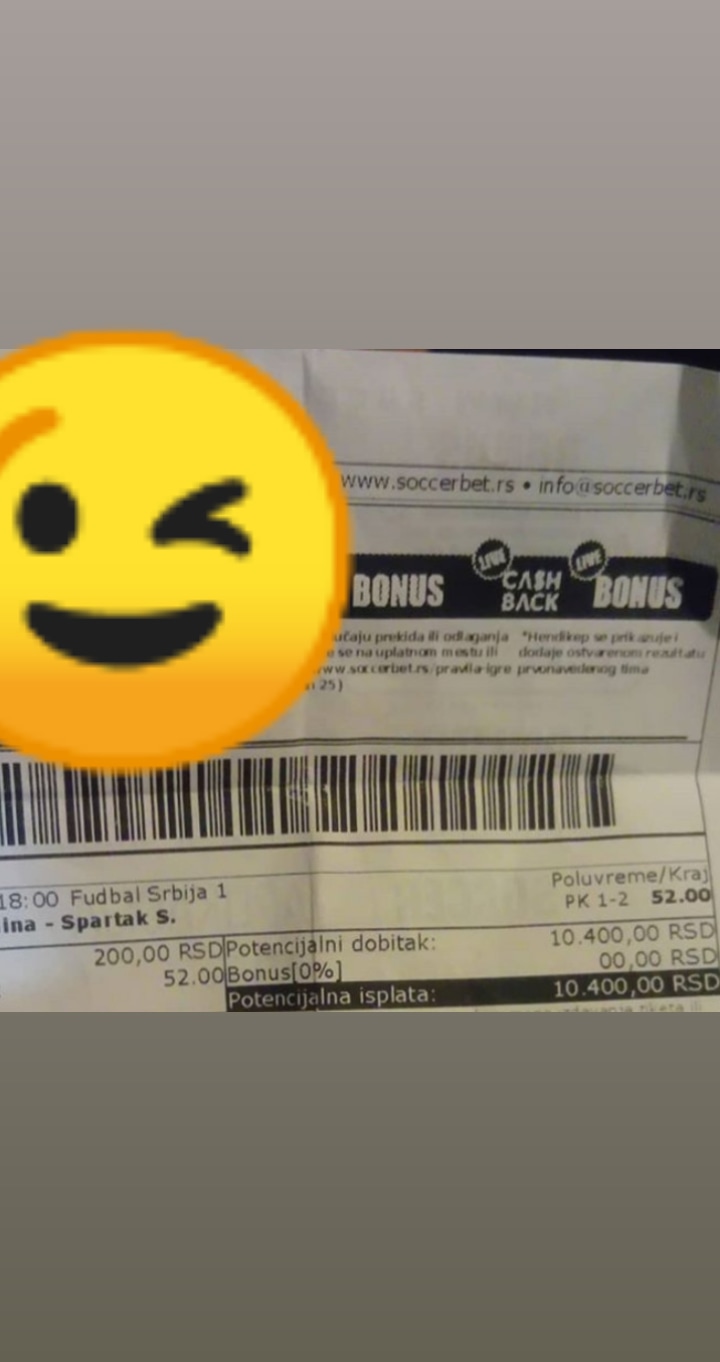 www.soccerbet.rs • info@soccerbet.rs
BONUS LIVE CA$H BACK LIVE BONUS
učaju prekida ili odlaganja *Hendikep se prikazuje i
e se na uplatnom mestu ili dodaje ostvarenom rezultatu
www.soccerbet.rs/pravila-igre prvonavedenog tima
25)
18:00 Fudbal Srbija 1 Poluvreme/Kraj
ina - Spartak S. PK 1-2 52.00
200,00 RSD Potencijalni dobitak: 10.400,00 RSD
52.00 Bonus[0%] 00,00 RSD
Potencijalna isplata: 10.400,00 RSD